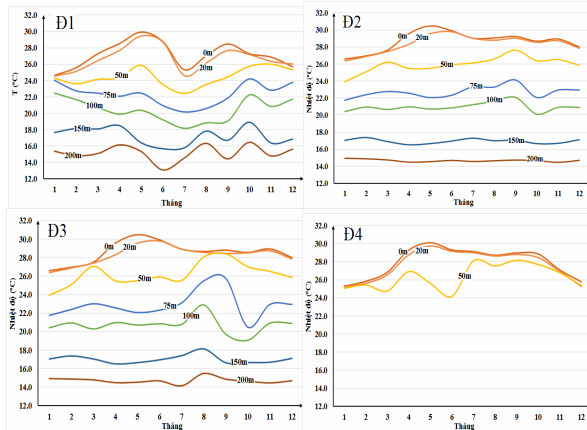 Đ1
T (°C)
32.0
30.0
28.0
26.0
24.0
22.0
20.0
18.0
16.0
14.0
12.0
0m
20m
50m
75m
100m
150m
200m
1 2 3 4 5 6 7 8 9 10 11 12
Tháng
Đ2
Nhiệt độ (°C)
32.0
30.0
28.0
26.0
24.0
22.0
20.0
18.0
16.0
14.0
12.0
0m
20m
50m
75m
100m
150m
200m
1 2 3 4 5 6 7 8 9 10 11 12
Tháng
Đ3
Nhiệt độ (°C)
32.0
30.0
28.0
26.0
24.0
22.0
20.0
18.0
16.0
14.0
12.0
0m
20m
50m
75m
100m
150m
200m
1 2 3 4 5 6 7 8 9 10 11 12
Tháng
Đ4
Nhiệt độ (°C)
32.0
30.0
28.0
26.0
24.0
22.0
20.0
18.0
16.0
14.0
12.0
0m
20m
50m
1 2 3 4 5 6 7 8 9 10 11 12
Tháng